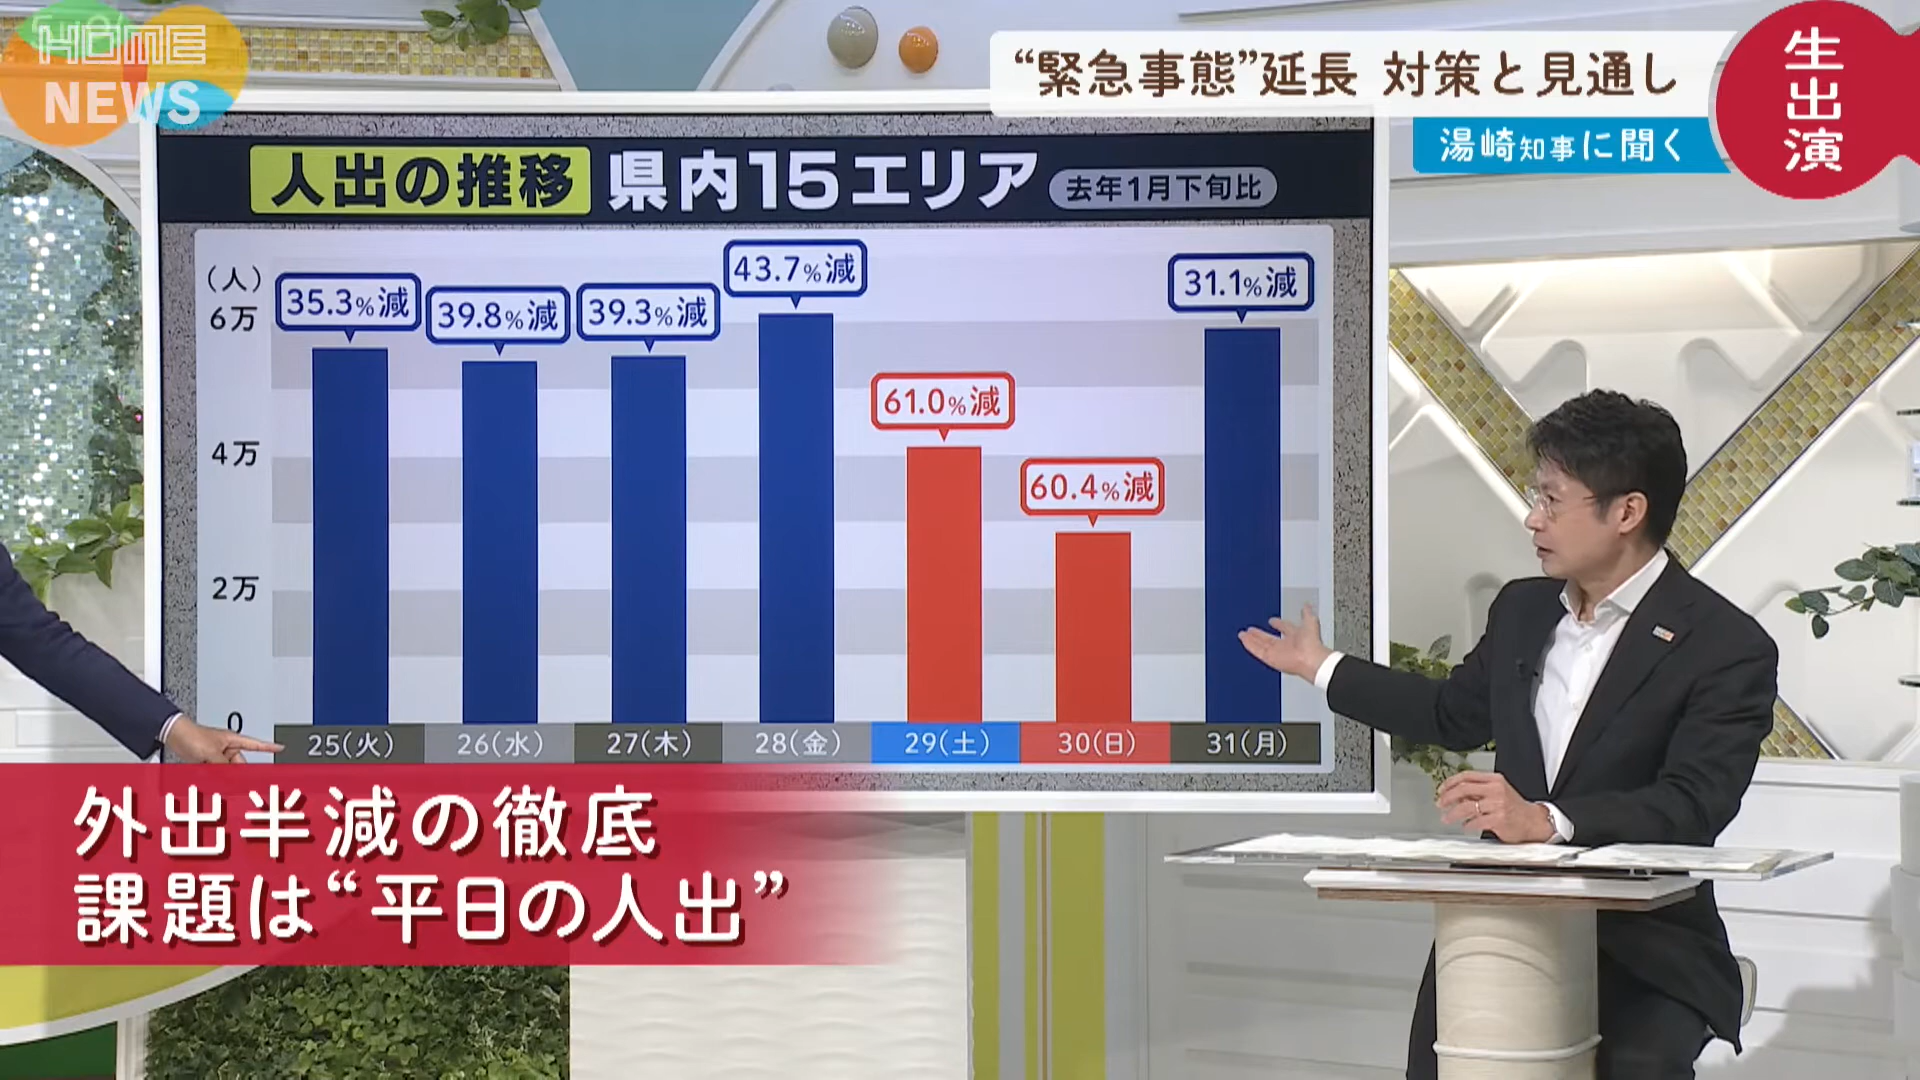 HOME
NEWS
“緊急事態”延長 対策と見通し
湯崎知事に聞く
生出演
人出の推移 県内15エリア 去年1月下旬比
(人)
6万
4万
2万
0
35.3%減
39.8%減
39.3%減
43.7%減
61.0%減
60.4%減
31.1%減
25(火) 26(水) 27(木) 28(金) 29(土) 30(日) 31(月)
外出半減の徹底
課題は“平日の人出”